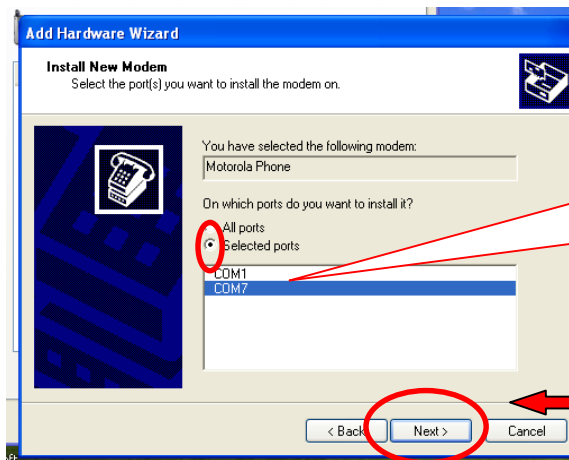 Add Hardware Wizard
Install New Modem
Select the port(s) you want to install the modem on.
You have selected the following modem:
Motorola Phone
On which ports do you want to install it?
All ports
Selected ports
COM1
COM7
< Back
Next >
Cancel